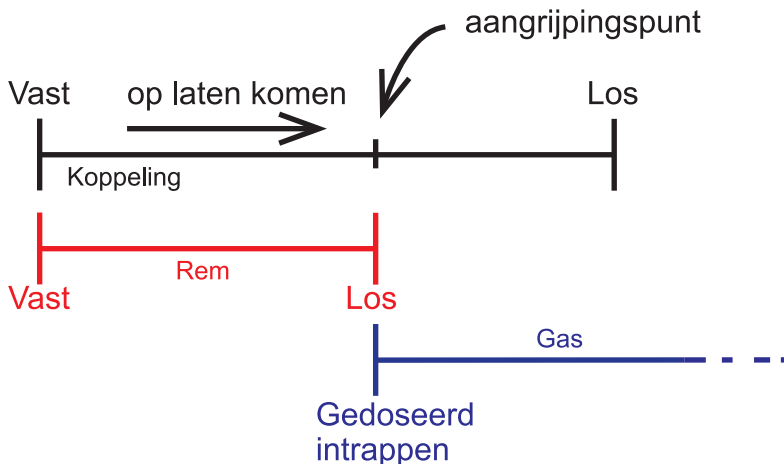 aangrijpingspunt
Vast
op laten komen
Los
Koppeling
Rem
Vast
Los
Gas
Gedoseerd
intrappen